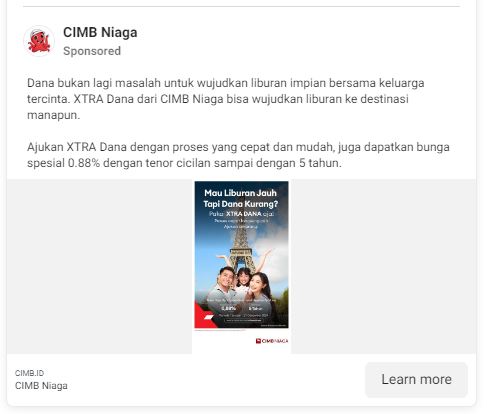 CIMB Niaga
Sponsored
Dana bukan lagi masalah untuk wujudkan liburan impian bersama keluarga
tercinta. XTRA Dana dari CIMB Niaga bisa wujudkan liburan ke destinasi
manapun.
Ajukan XTRA Dana dengan proses yang cepat dan mudah, juga dapatkan bunga
spesial 0.88% dengan tenor cicilan sampai dengan 5 tahun.
Mau Liburan Jauh
Tapi Dana Kurang?
Pakai XTRA DANA aja!
0,88% 5 Tahun
CIMB NIAGA
CIMB.ID
CIMB Niaga
Learn more